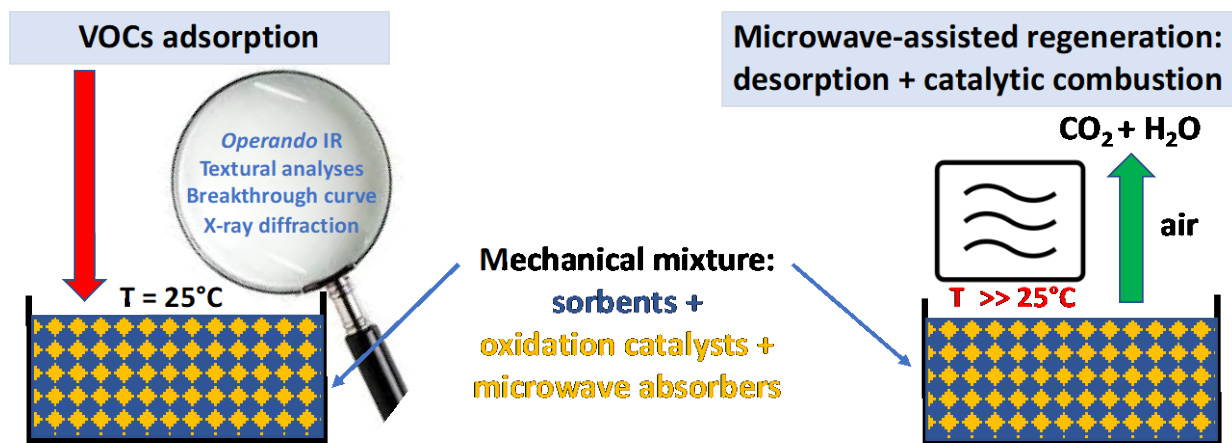 VOCs adsorption
Operando IR
Textural analyses
Breakthrough curve
X-ray diffraction
T = 25°C
Mechanical mixture:
sorbents +
oxidation catalysts +
microwave absorbers
Microwave-assisted regeneration:
desorption + catalytic combustion
CO₂ + H₂O
air
T >> 25°C